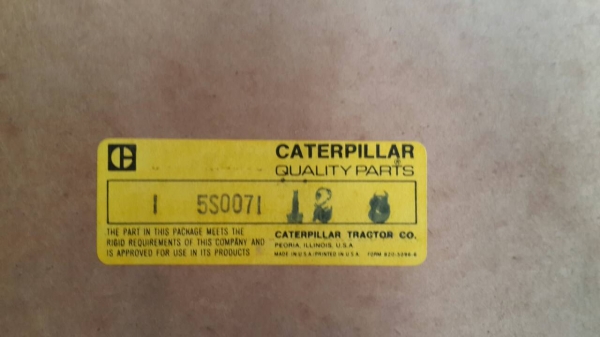 CATERPILLAR
QUALITY PARTS
1 5S0071
THE PART IN THIS PACKAGE MEETS THE
RIGID REQUIREMENTS OF THIS COMPANY AND
IS APPROVED FOR USE IN ITS PRODUCTS
CATERPILLAR TRACTOR CO.
PEORIA, ILLINOIS, U.S.A.
MADE IN U.S.A. PRINTED IN U.S.A.